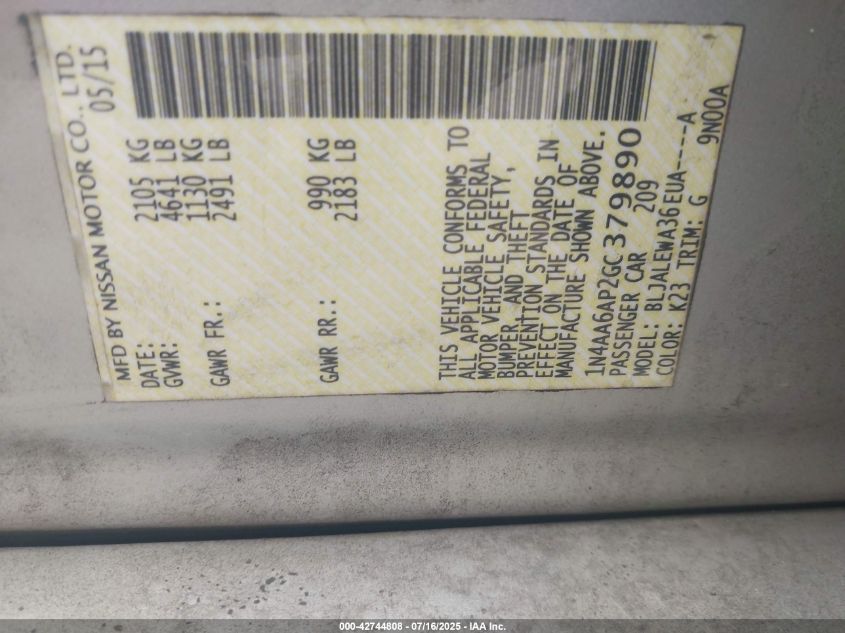 MFD BY NISSAN MOTOR CO., LTD.
DATE: 05/15
GVWR: 2105 KG
4641 LB
GAWR FR.: 1130 KG
2491 LB
GAWR RR.: 990 KG
2183 LB
THIS VEHICLE CONFORMS TO
ALL APPLICABLE FEDERAL
MOTOR VEHICLE SAFETY,
BUMPER, AND THEFT
PREVENTION STANDARDS IN
EFFECT ON THE DATE OF
MANUFACTURE SHOWN ABOVE.
1N4AA6AP2GC379890
PASSENGER CAR 209
MODEL: BLJALEWA36EUA-----A
COLOR: K23 TRIM: G 9N00A
000-42744808 - 07/16/2025 - IAA Inc.